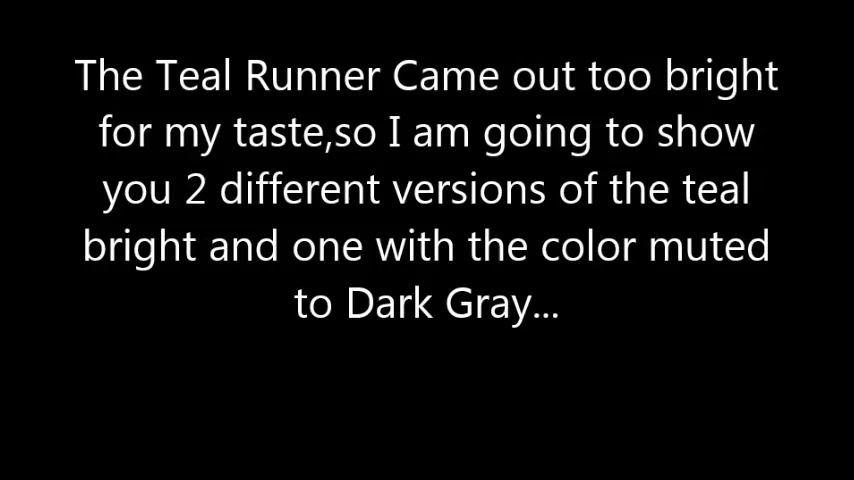 The Teal Runner Came out too bright
for my taste,so I am going to show
you 2 different versions of the teal
bright and one with the color muted
to Dark Gray...